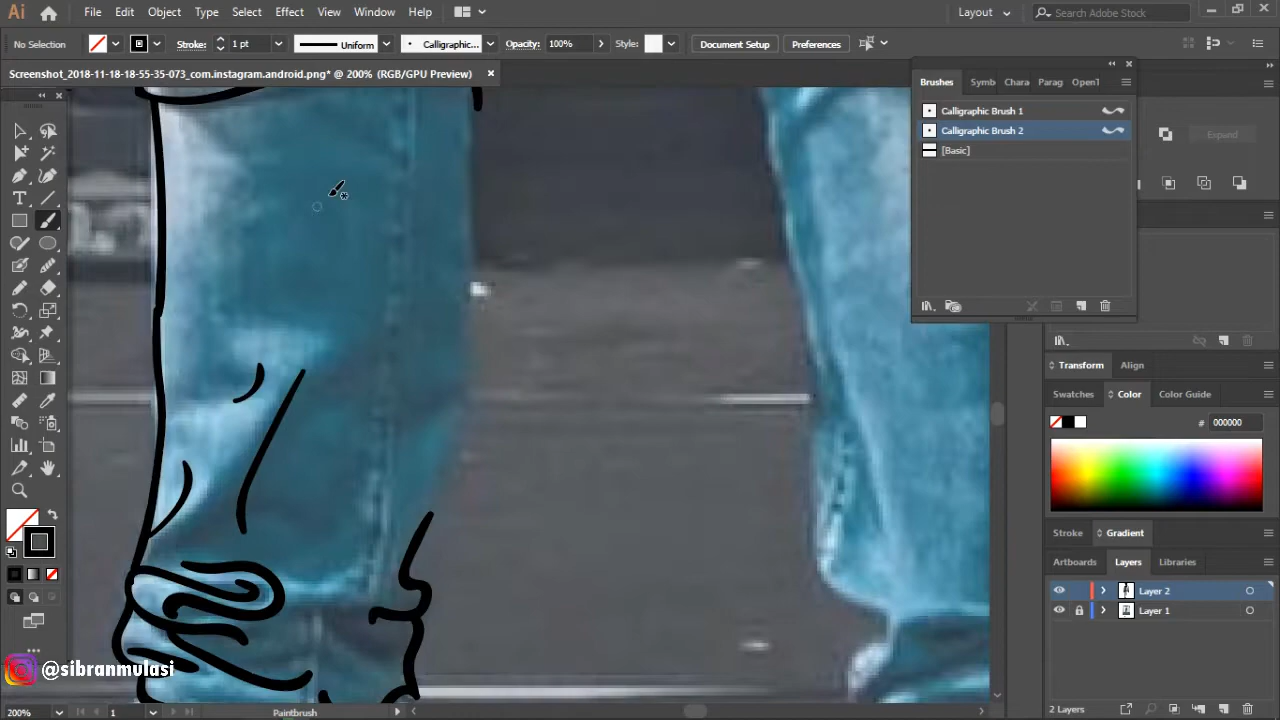 Ai File Edit Object Type Select Effect View Window Help Layout Search Adobe Stock
No Selection Stroke: 1 pt Uniform Calligraphic... Opacity: 100% Style: Document Setup Preferences
Screenshot_2018-11-18-18-55-35-073_com.instagram.android.png* @ 200% (RGB/GPU Preview)
Brushes Symb Chara Parag OpenT
Calligraphic Brush 1
Calligraphic Brush 2
[Basic]
Expand
Transform Align
Swatches Color Color Guide
# 000000
Stroke Gradient
Artboards Layers Libraries
Layer 2
Layer 1
@sibranmulasi
200% 1 Paintbrush 2 Layers